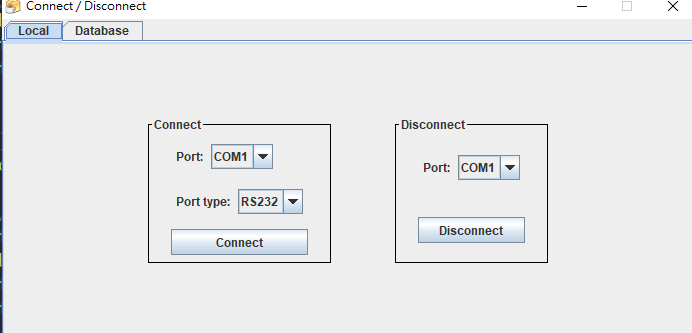 Connect / Disconnect
Local Database
Connect
Port: COM1
Port type: RS232
Connect
Disconnect
Port: COM1
Disconnect